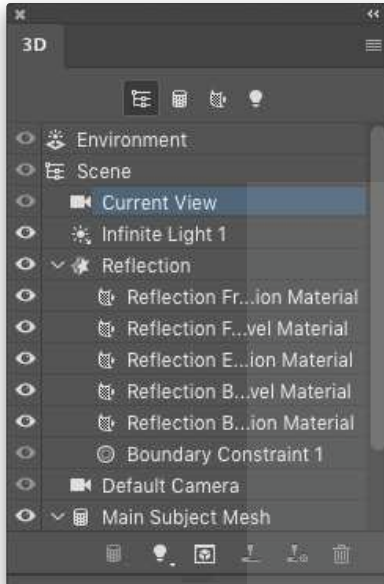 3D
Environment
Scene
Current View
Infinite Light 1
Reflection
Reflection Fr...ion Material
Reflection F...vel Material
Reflection E...ion Material
Reflection B...vel Material
Reflection B...ion Material
Boundary Constraint 1
Default Camera
Main Subject Mesh